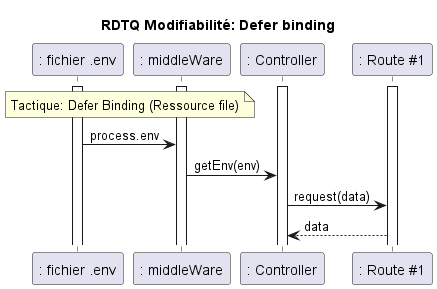 RDTQ Modifiabilité: Defer binding
: fichier .env
: middleWare
: Controller
: Route #1
Tactique: Defer Binding (Ressource file)
process.env
getEnv(env)
request(data)
data
: fichier .env
: middleWare
: Controller
: Route #1